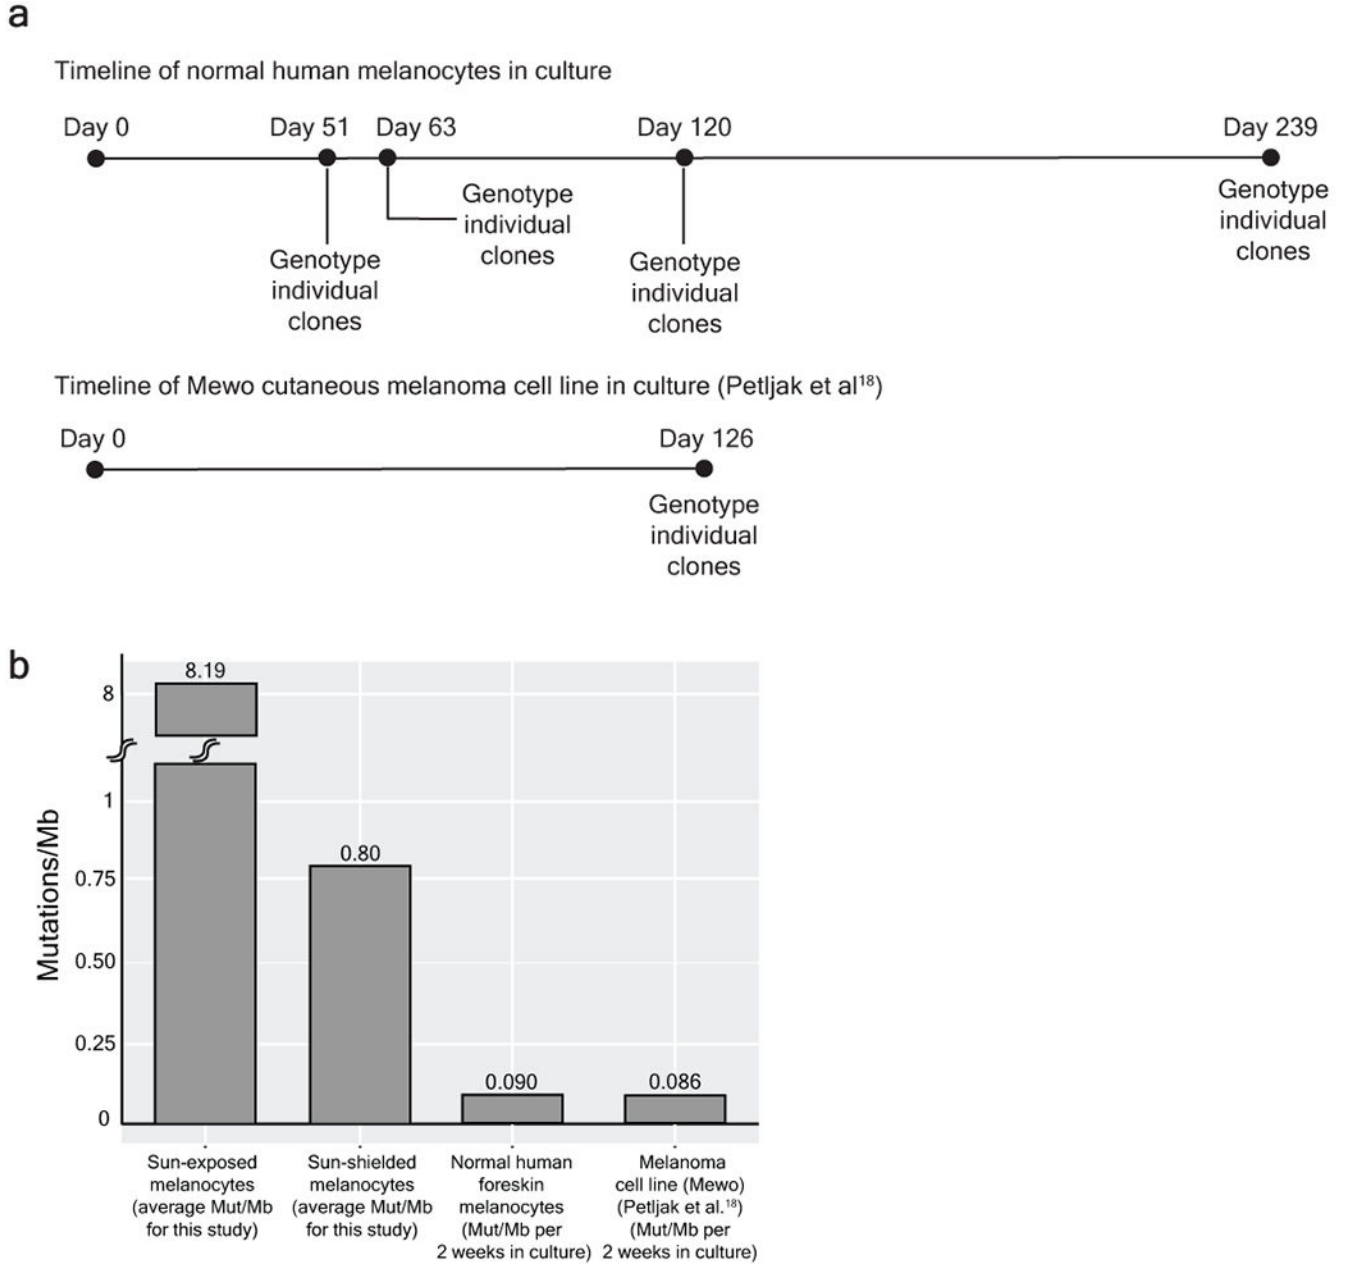 a
Timeline of normal human melanocytes in culture
Day 0
Day 51
Day 63
Day 120
Day 239
Genotype
individual
clones
Genotype
individual
clones
Genotype
individual
clones
Genotype
individual
clones
Timeline of Mewo cutaneous melanoma cell line in culture (Petljak et al¹⁸)
Day 0
Day 126
Genotype
individual
clones
b
Mutations/Mb
8
1
0.75
0.50
0.25
0
8.19
0.80
0.090
0.086
Sun-exposed
melanocytes
(average Mut/Mb
for this study)
Sun-shielded
melanocytes
(average Mut/Mb
for this study)
Normal human
foreskin
melanocytes
(Mut/Mb per
2 weeks in culture)
Melanoma
cell line (Mewo)
(Petljak et al.¹⁸)
(Mut/Mb per
2 weeks in culture)